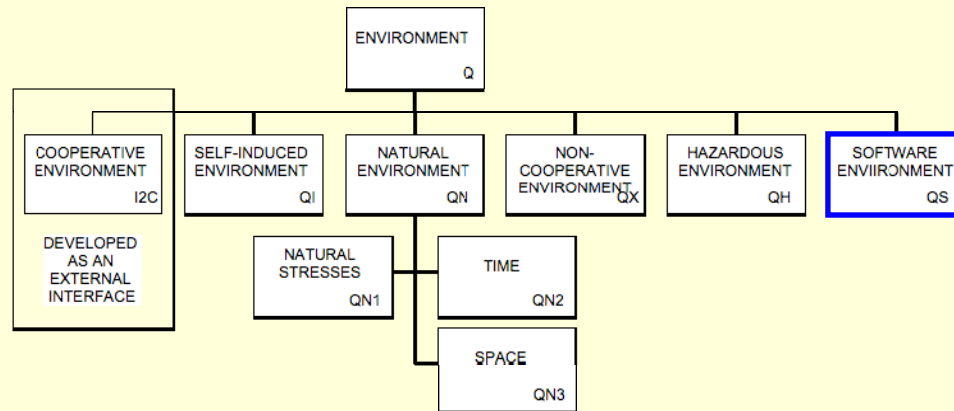 ENVIRONMENT
Q
COOPERATIVE
ENVIRONMENT
I2C
SELF-INDUCED
ENVIRONMENT
QI
NATURAL
ENVIRONMENT
QN
NON-
COOPERATIVE
ENVIRONMENT
QX
HAZARDOUS
ENVIRONMENT
QH
SOFTWARE
ENVIIRONMENT
QS
DEVELOPED
AS AN
EXTERNAL
INTERFACE
NATURAL
STRESSES
QN1
TIME
QN2
SPACE
QN3